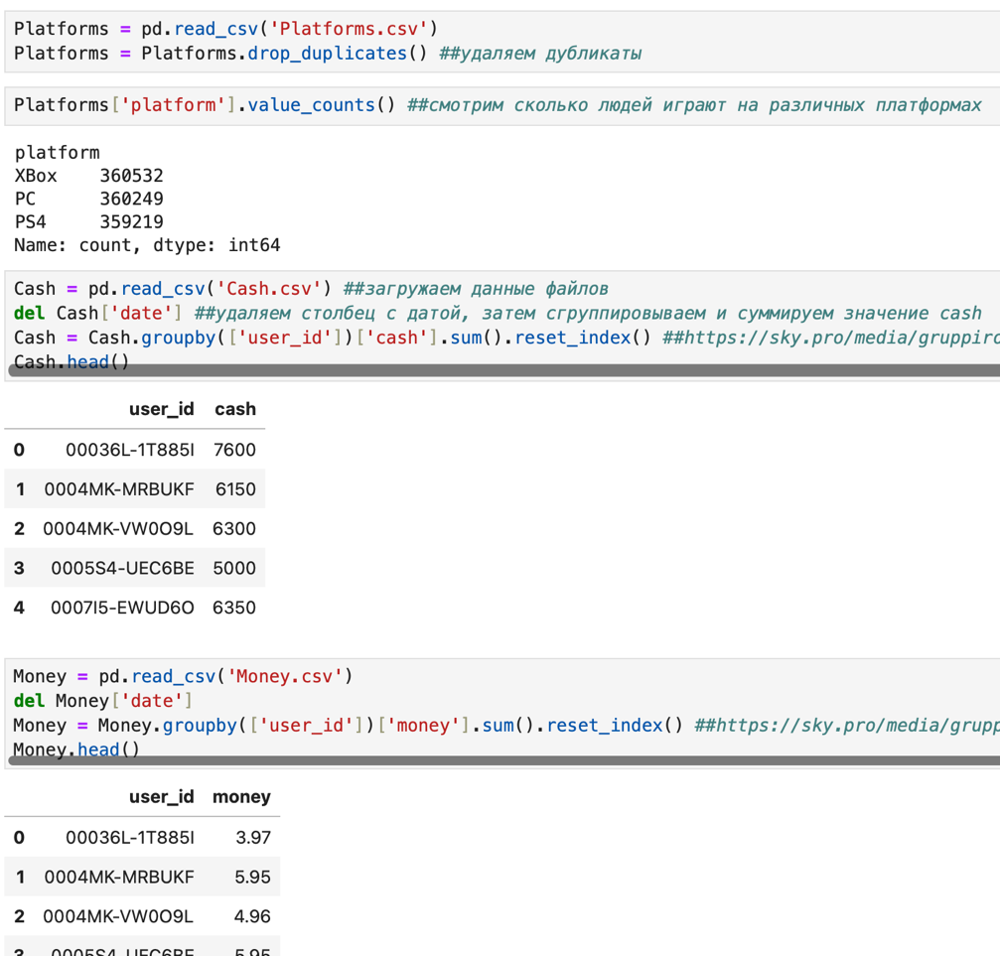 Platforms = pd.read_csv('Platforms.csv')
Platforms = Platforms.drop_duplicates() ##удаляем дубликаты
Platforms['platform'].value_counts() ##смотрим сколько людей играют на различных платформах
platform
XBox 360532
PC 360249
PS4 359219
Name: count, dtype: int64
Cash = pd.read_csv('Cash.csv') ##загружаем данные файлов
del Cash['date'] ##удаляем столбец с датой, затем сгруппировываем и суммируем значение cash
Cash = Cash.groupby(['user_id'])['cash'].sum().reset_index() ##https://sky.pro/media/gruppiro
Cash.head()
user_id cash
0 00036L-1T885I 7600
1 0004MK-MRBUKF 6150
2 0004MK-VW0O9L 6300
3 0005S4-UEC6BE 5000
4 0007I5-EWUD6O 6350
Money = pd.read_csv('Money.csv')
del Money['date']
Money = Money.groupby(['user_id'])['money'].sum().reset_index() ##https://sky.pro/media/grupp
Money.head()
user_id money
0 00036L-1T885I 3.97
1 0004MK-MRBUKF 5.95
2 0004MK-VW0O9L 4.96
3 0005S4-UEC6BE 5.95